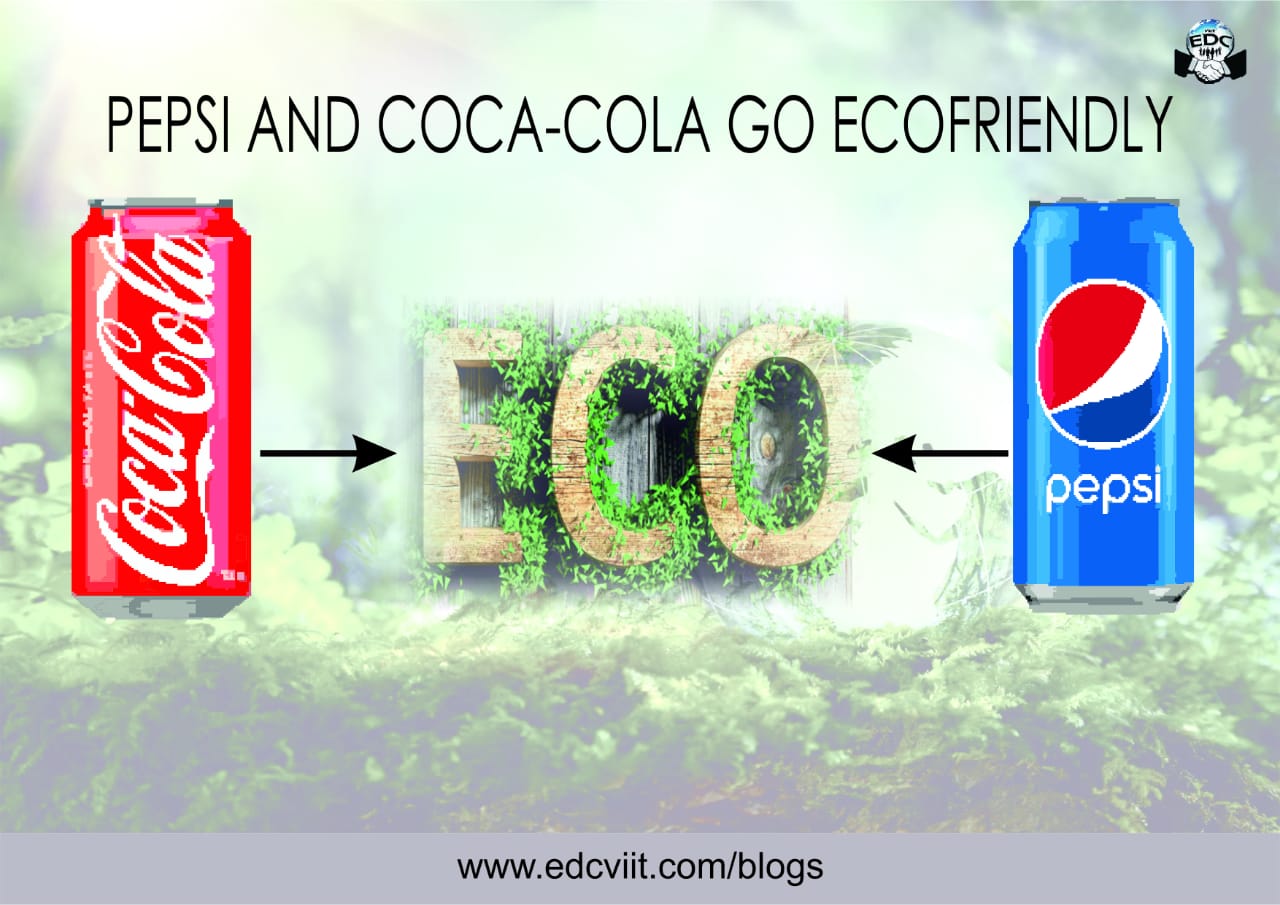 EDC
PEPSI AND COCA-COLA GO ECOFRIENDLY
Coca-Cola
ECO
pepsi
www.edcviit.com/blogs